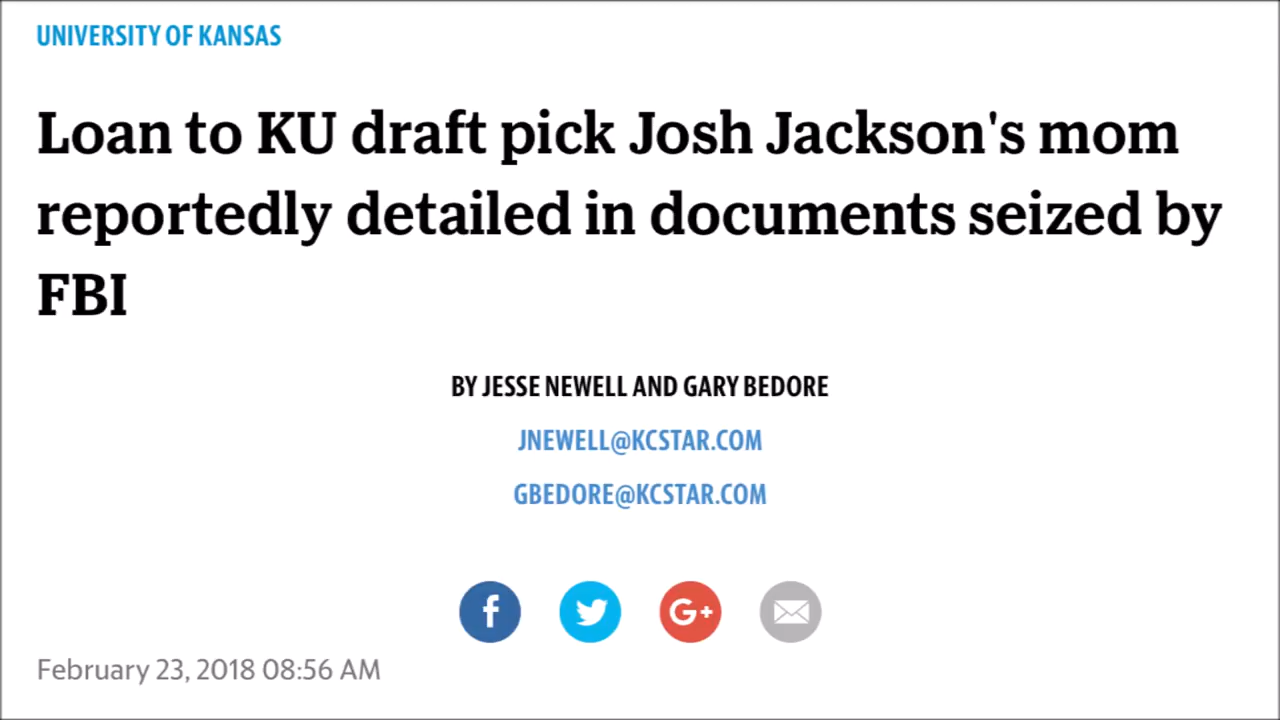 UNIVERSITY OF KANSAS
Loan to KU draft pick Josh Jackson's mom
reportedly detailed in documents seized by
FBI
BY JESSE NEWELL AND GARY BEDORE
JNEWELL@KCSTAR.COM
GBEDORE@KCSTAR.COM
f G+
February 23, 2018 08:56 AM